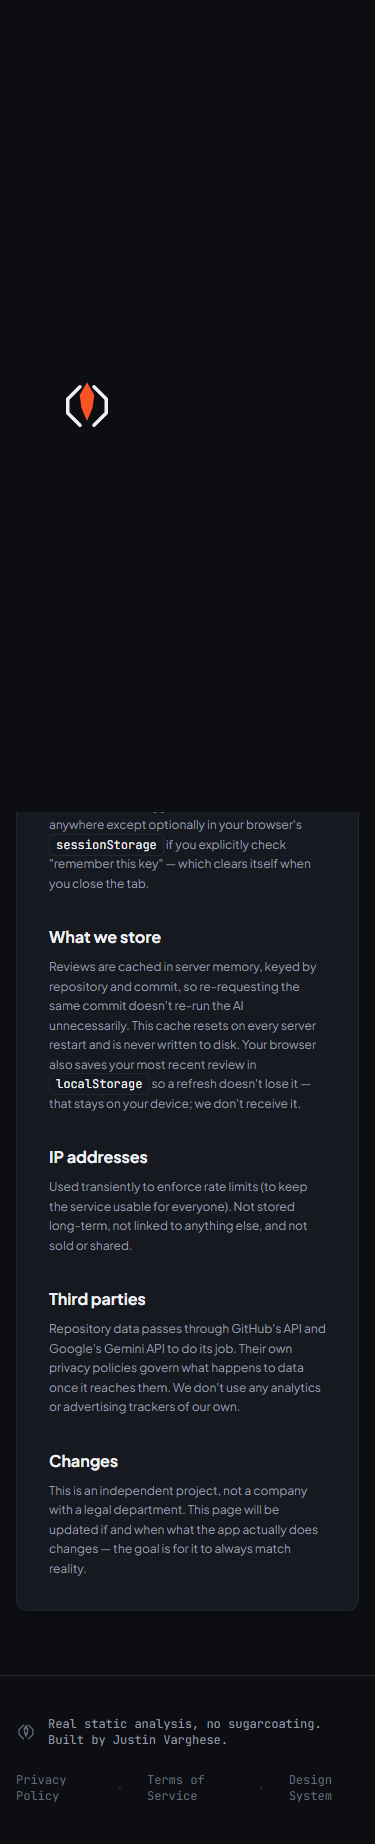 anywhere except optionally in your browser's
sessionStorage if you explicitly check
"remember this key" — which clears itself when
you close the tab.
What we store
Reviews are cached in server memory, keyed by
repository and commit, so re-requesting the
same commit doesn't re-run the AI
unnecessarily. This cache resets on every server
restart and is never written to disk. Your browser
also saves your most recent review in
localStorage so a refresh doesn't lose it —
that stays on your device; we don't receive it.
IP addresses
Used transiently to enforce rate limits (to keep
the service usable for everyone). Not stored
long-term, not linked to anything else, and not
sold or shared.
Third parties
Repository data passes through GitHub's API and
Google's Gemini API to do its job. Their own
privacy policies govern what happens to data
once it reaches them. We don't use any analytics
or advertising trackers of our own.
Changes
This is an independent project, not a company
with a legal department. This page will be
updated if and when what the app actually does
changes — the goal is for it to always match
reality.
Real static analysis, no sugarcoating.
Built by Justin Varghese.
Privacy Policy · Terms of Service · Design System